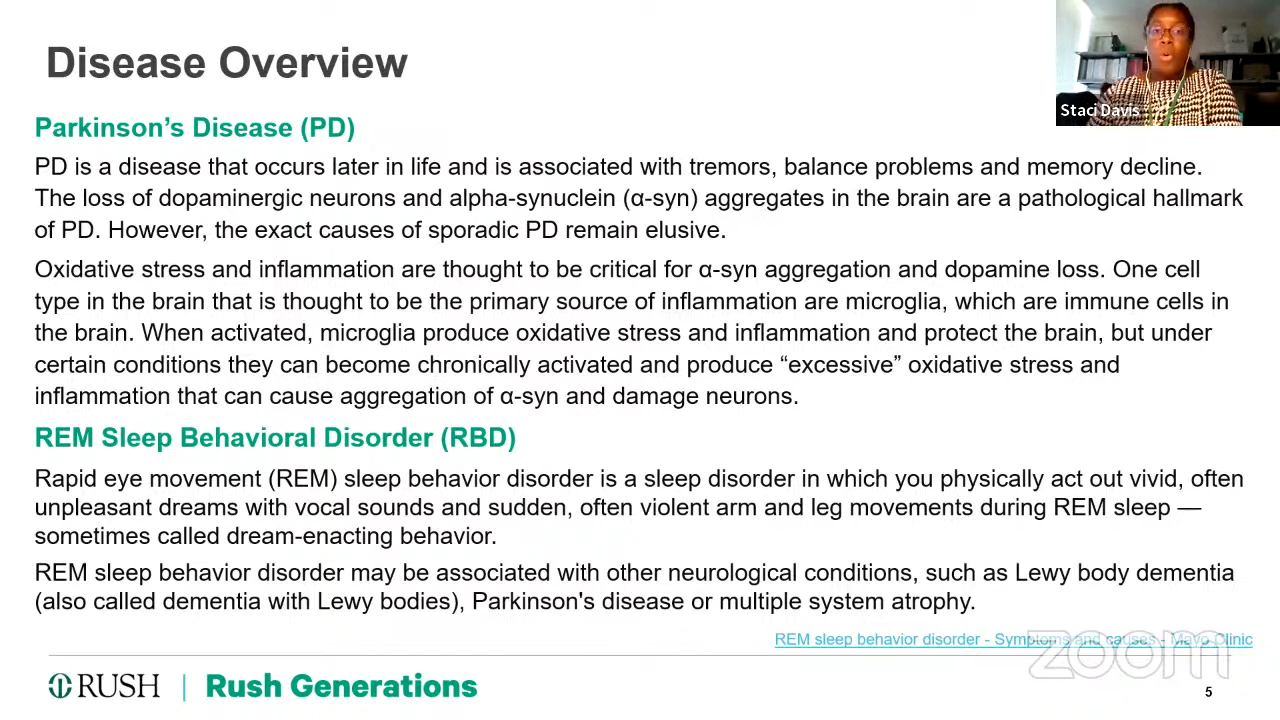 Disease Overview
Staci Davis
Parkinson’s Disease (PD)
PD is a disease that occurs later in life and is associated with tremors, balance problems and memory decline.
The loss of dopaminergic neurons and alpha-synuclein (α-syn) aggregates in the brain are a pathological hallmark
of PD. However, the exact causes of sporadic PD remain elusive.
Oxidative stress and inflammation are thought to be critical for α-syn aggregation and dopamine loss. One cell
type in the brain that is thought to be the primary source of inflammation are microglia, which are immune cells in
the brain. When activated, microglia produce oxidative stress and inflammation and protect the brain, but under
certain conditions they can become chronically activated and produce “excessive” oxidative stress and
inflammation that can cause aggregation of α-syn and damage neurons.
REM Sleep Behavioral Disorder (RBD)
Rapid eye movement (REM) sleep behavior disorder is a sleep disorder in which you physically act out vivid, often
unpleasant dreams with vocal sounds and sudden, often violent arm and leg movements during REM sleep —
sometimes called dream-enacting behavior.
REM sleep behavior disorder may be associated with other neurological conditions, such as Lewy body dementia
(also called dementia with Lewy bodies), Parkinson's disease or multiple system atrophy.
REM sleep behavior disorder - Symptoms and causes - Mayo Clinic
zoom
RUSH | Rush Generations
5